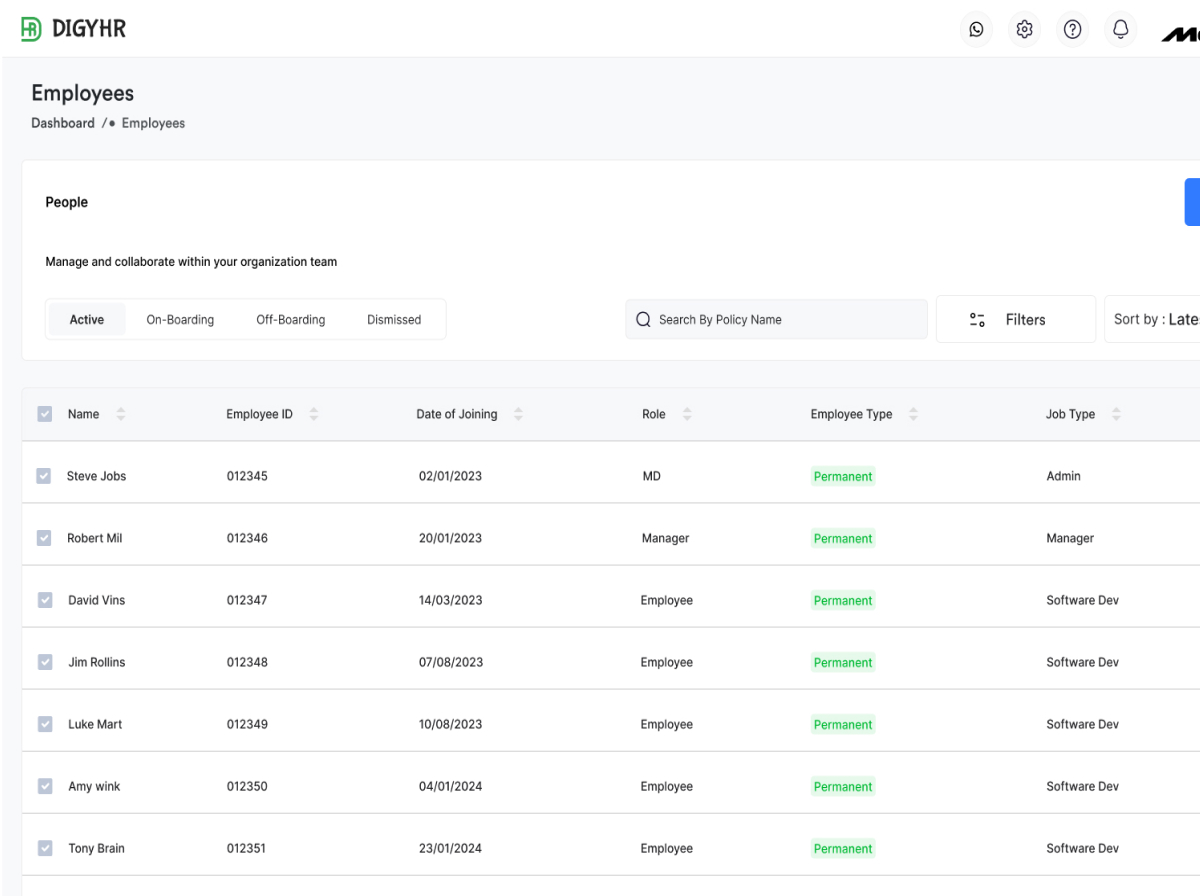 DIGYHR
Employees
Dashboard / • Employees
People
Manage and collaborate within your organization team
Active On-Boarding Off-Boarding Dismissed Search By Policy Name Filters Sort by :
Name Employee ID Date of Joining Role Employee Type Job Type
Steve Jobs 012345 02/01/2023 MD Permanent Admin
Robert Mil 012346 20/01/2023 Manager Permanent Manager
David Vins 012347 14/03/2023 Employee Permanent Software Dev
Jim Rollins 012348 07/08/2023 Employee Permanent Software Dev
Luke Mart 012349 10/08/2023 Employee Permanent Software Dev
Amy wink 012350 04/01/2024 Employee Permanent Software Dev
Tony Brain 012351 23/01/2024 Employee Permanent Software Dev